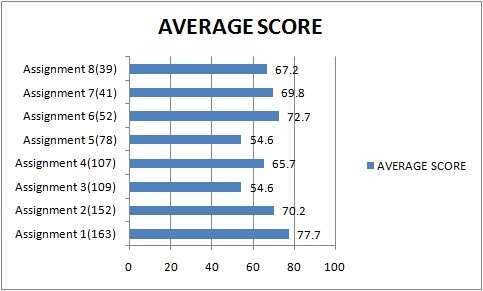 AVERAGE SCORE
Assignment 8(39) 67.2
Assignment 7(41) 69.8
Assignment 6(52) 72.7
Assignment 5(78) 54.6
Assignment 4(107) 65.7
Assignment 3(109) 54.6
Assignment 2(152) 70.2
Assignment 1(163) 77.7
0 20 40 60 80 100
AVERAGE SCORE